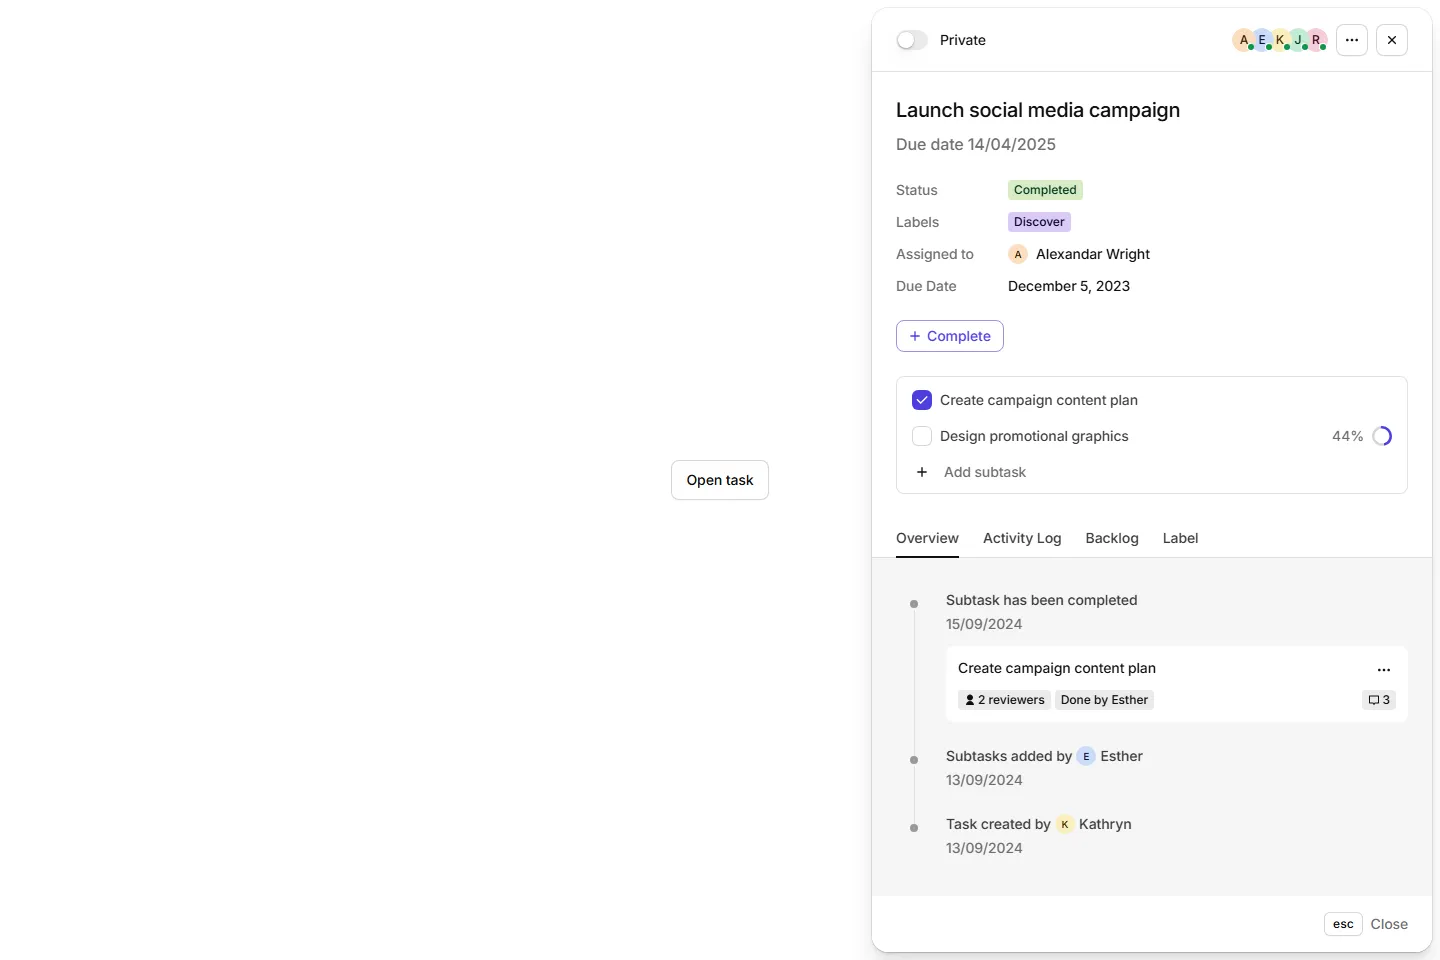 Private
A E K J R
Launch social media campaign
Due date 14/04/2025
Status Completed
Labels Discover
Assigned to A Alexandar Wright
Due Date December 5, 2023
+ Complete
Create campaign content plan
Design promotional graphics 44%
+ Add subtask
Open task
Overview Activity Log Backlog Label
Subtask has been completed
15/09/2024
Create campaign content plan
2 reviewers Done by Esther 3
Subtasks added by E Esther
13/09/2024
Task created by K Kathryn
13/09/2024
esc Close